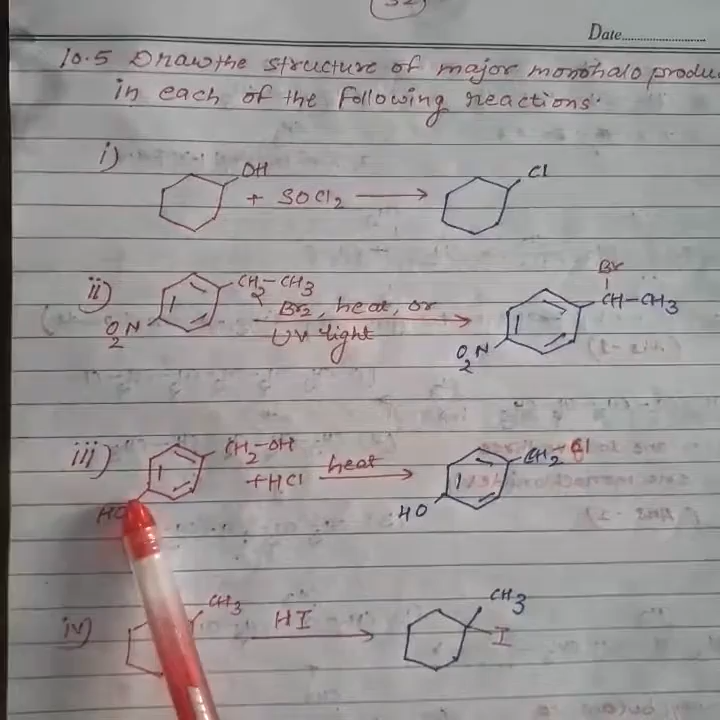 32
Date
10.5 Draw the structure of major monohalo produ
in each of the following reactions.
i)
OH
+ SOCl2
Cl
ii)
CH2-CH3
O2N
Br2, heat, or
UV light
Br
CH-CH3
O2N
iii)
CH2-OH
+HCl
heat
HO
CH2 Cl
HO
iv)
CH3
HI
CH3
I